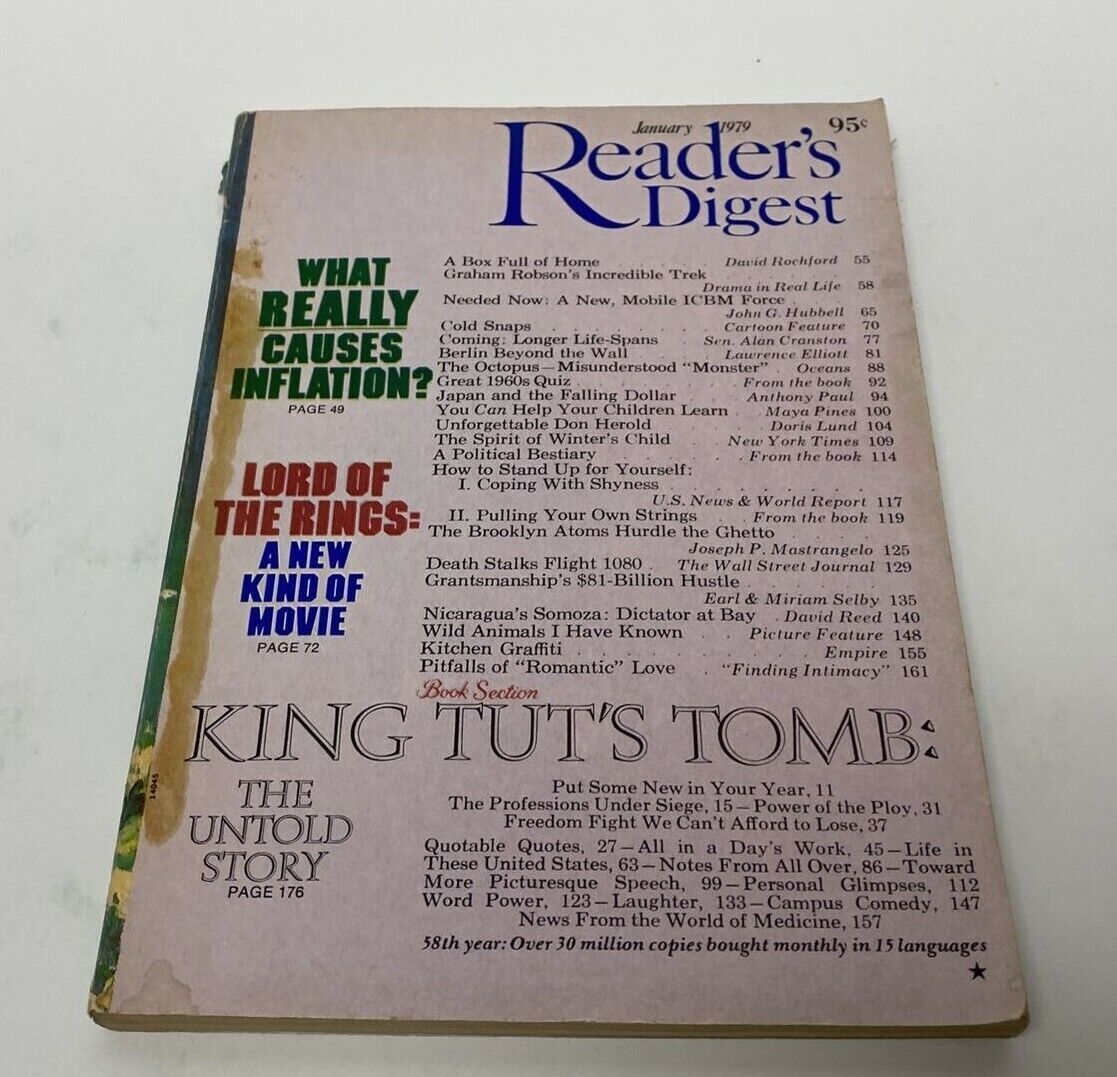 January 1979 95¢
Reader's
Digest
WHAT
REALLY
CAUSES
INFLATION?
PAGE 49
LORD OF
THE RINGS:
A NEW
KIND OF
MOVIE
PAGE 72
A Box Full of Home . . . . . David Rochford 55
Graham Robson's Incredible Trek . . . . . .
Drama in Real Life 58
Needed Now: A New, Mobile ICBM Force . . .
John G. Hubbell 65
Cold Snaps . . . . . . . . Cartoon Feature 70
Coming: Longer Life-Spans . Sen. Alan Cranston 77
Berlin Beyond the Wall . . . . Lawrence Elliott 81
The Octopus—Misunderstood "Monster" . Oceans 88
Great 1960s Quiz . . . . . . . From the book 92
Japan and the Falling Dollar . . . Anthony Paul 94
You Can Help Your Children Learn . . Maya Pines 100
Unforgettable Don Herold . . . . Doris Lund 104
The Spirit of Winter's Child . . New York Times 109
A Political Bestiary . . . . . . . From the book 114
How to Stand Up for Yourself:
I. Coping With Shyness . . . . . . . . .
U.S. News & World Report 117
II. Pulling Your Own Strings . . From the book 119
The Brooklyn Atoms Hurdle the Ghetto . . . .
Joseph P. Mastrangelo 125
Death Stalks Flight 1080 . The Wall Street Journal 129
Grantsmanship's $81-Billion Hustle . . . . . .
Earl & Miriam Selby 135
Nicaragua's Somoza: Dictator at Bay . David Reed 140
Wild Animals I Have Known . . Picture Feature 148
Kitchen Graffiti . . . . . . . . . . . Empire 155
Pitfalls of "Romantic" Love . . "Finding Intimacy" 161
Book Section
KING TUT'S TOMB:
THE
UNTOLD
STORY
PAGE 176
Put Some New in Your Year, 11
The Professions Under Siege, 15—Power of the Ploy, 31
Freedom Fight We Can't Afford to Lose, 37
Quotable Quotes, 27—All in a Day's Work, 45—Life in
These United States, 63—Notes From All Over, 86—Toward
More Picturesque Speech, 99—Personal Glimpses, 112
Word Power, 123—Laughter, 133—Campus Comedy, 147
News From the World of Medicine, 157
58th year: Over 30 million copies bought monthly in 15 languages
14045